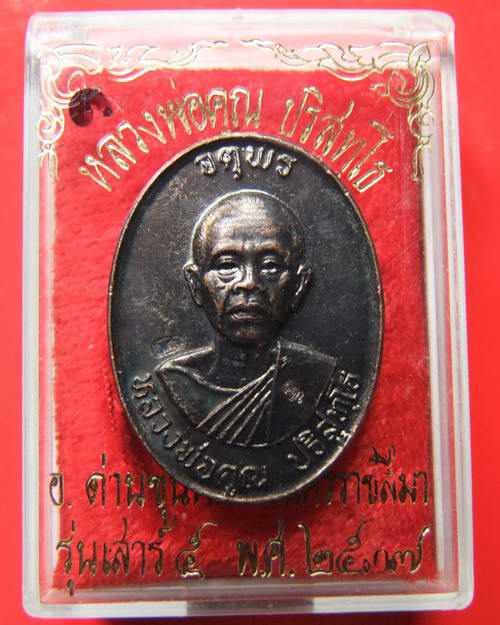 หลวงพ่อคูณ ปริสุทโธ
จตุพร
หลวงพ่อคูณ ปริสุทฺโธ
อ. ด่านขุน ราชสีมา
รุ่นเสาร์ ๕ พ.ศ. ๒๕๓๗